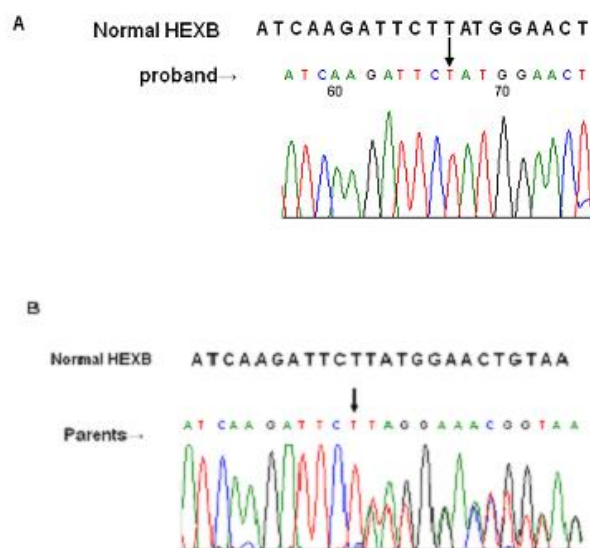 A
Normal HEXB ATCAAGATTCTTATGGAACT
proband→ ATCAAGATTCTATGGAACT
60 70
B
Normal HEXB ATCAAGATTCTTATGGAACTGTAA
Parents→ ATCAAGATTCTTAGGAAACGGTAA